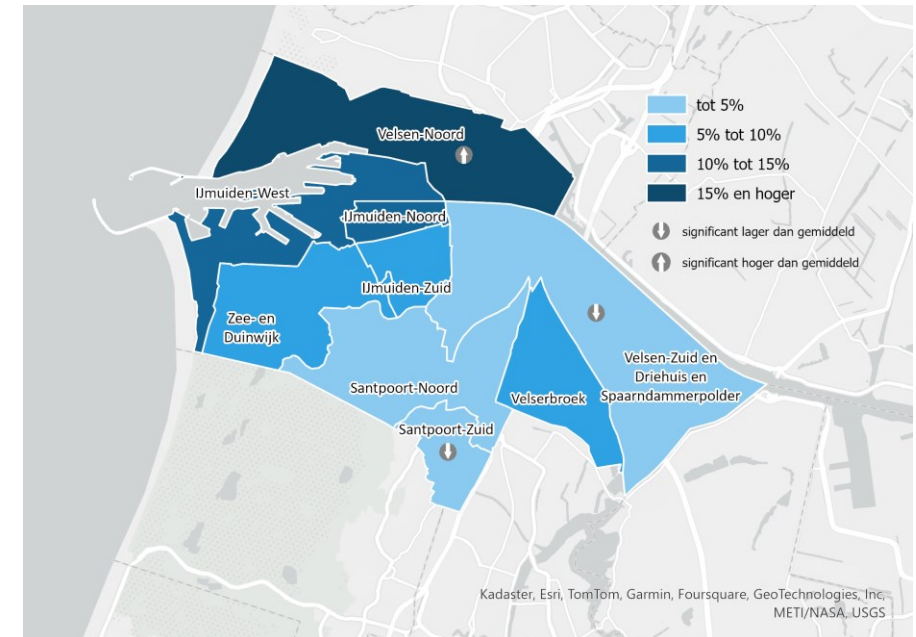 tot 5%
5% tot 10%
10% tot 15%
15% en hoger
significant lager dan gemiddeld
significant hoger dan gemiddeld
Velsen-Noord
IJmuiden-West
IJmuiden-Noord
IJmuiden-Zuid
Zee- en
Duinwijk
Santpoort-Noord
Velserbroek
Velsen-Zuid en
Driehuis en
Spaarndammerpolder
Santpoort-Zuid
Kadaster, Esri, TomTom, Garmin, Foursquare, GeoTechnologies, Inc,
METI/NASA, USGS